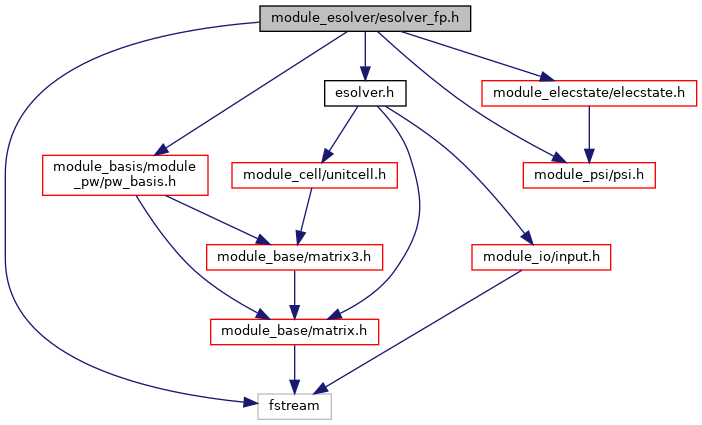 module_esolver/esolver_fp.h
esolver.h
module_elecstate/elecstate.h
module_basis/module
_pw/pw_basis.h
module_cell/unitcell.h
module_psi/psi.h
module_base/matrix3.h
module_io/input.h
module_base/matrix.h
fstream